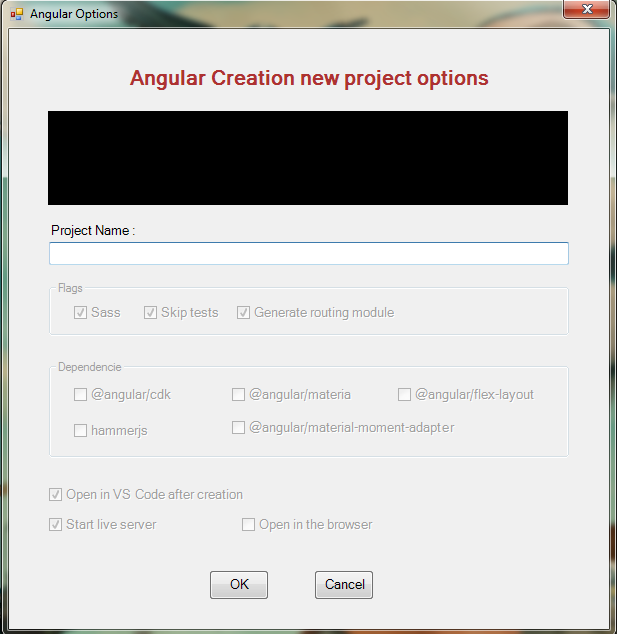 Angular Options
Angular Creation new project options
Project Name :
Flags
Sass Skip tests Generate routing module
Dependencie
@angular/cdk @angular/materia @angular/flex-layout
hammerjs @angular/material-moment-adapter
Open in VS Code after creation
Start live server Open in the browser
OK Cancel